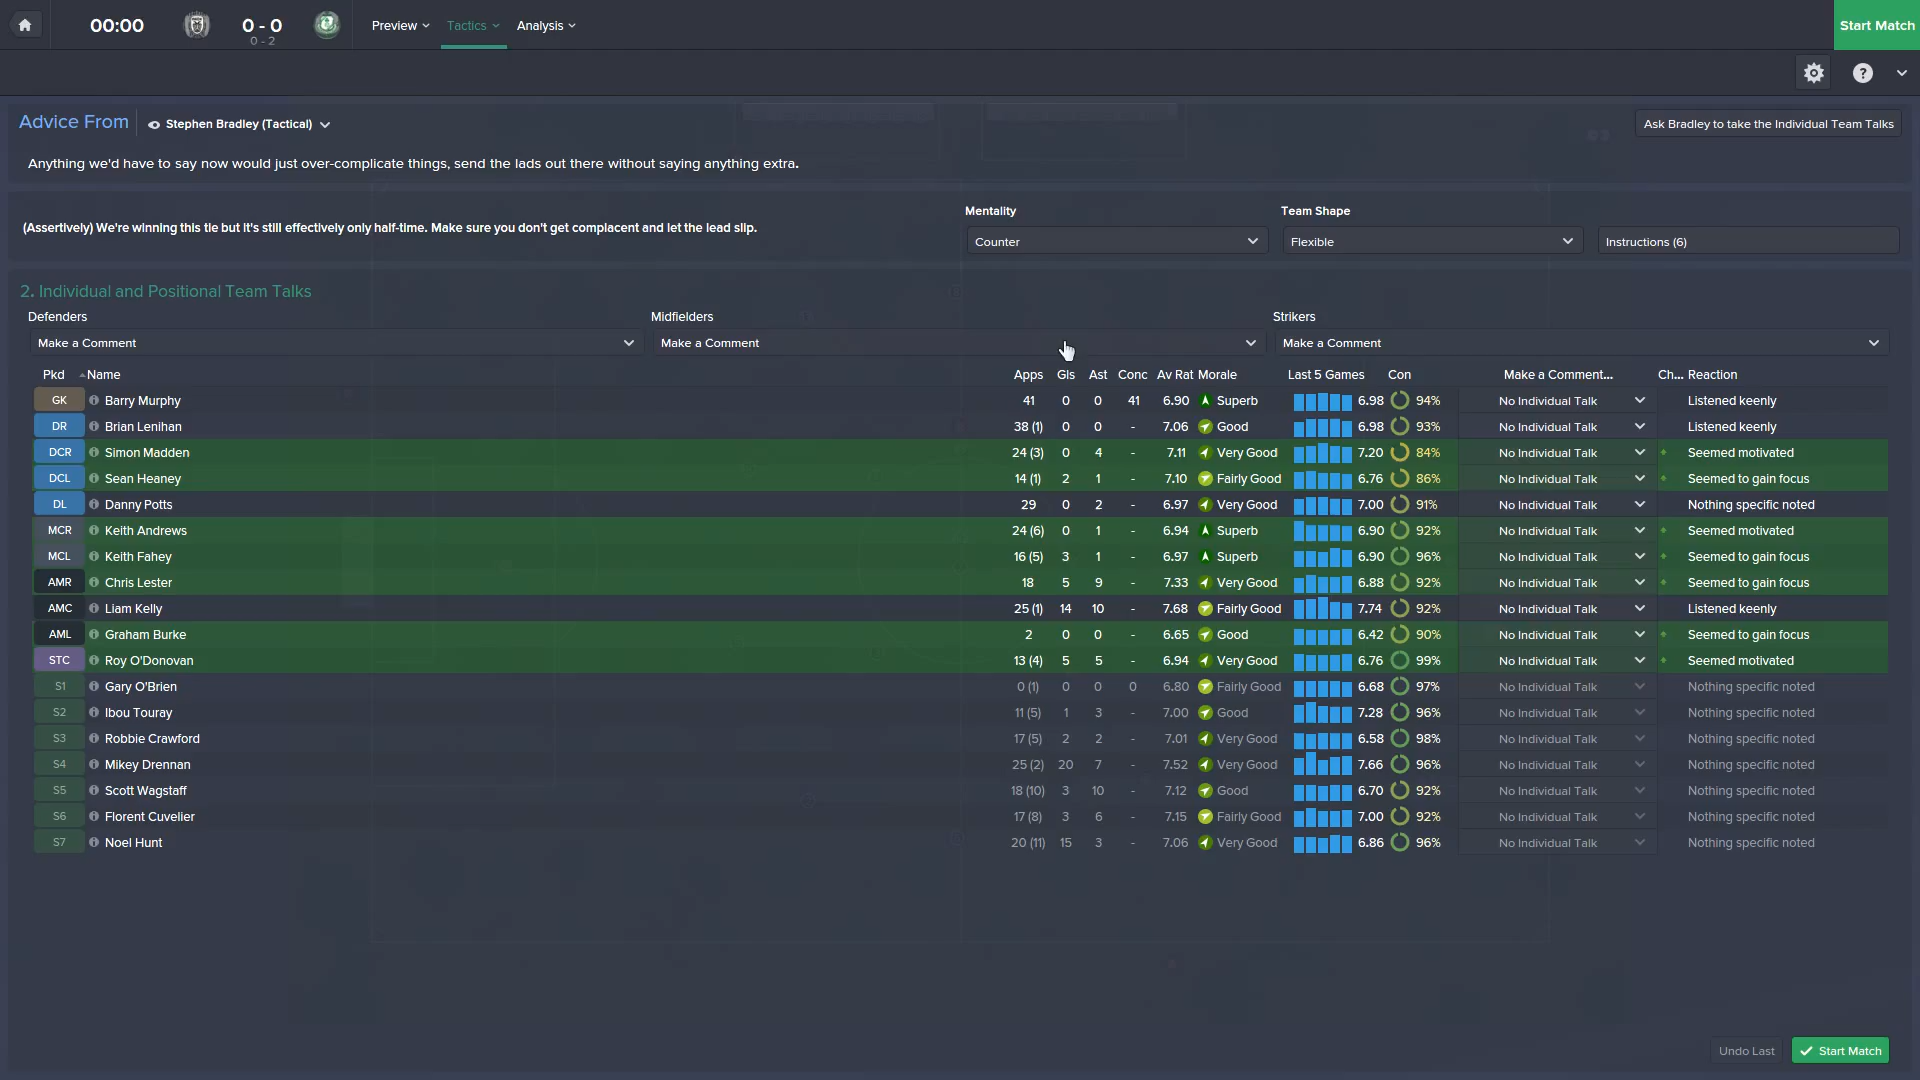 00:00
0 - 0
0 - 2
Preview
Tactics
Analysis
Start Match
Advice From
Stephen Bradley (Tactical)
Ask Bradley to take the Individual Team Talks
Anything we'd have to say now would just over-complicate things, send the lads out there without saying anything extra.
(Assertively) We're winning this tie but it's still effectively only half-time. Make sure you don't get complacent and let the lead slip.
Mentality
Counter
Team Shape
Flexible
Instructions (6)
2. Individual and Positional Team Talks
Defenders
Midfielders
Strikers
Make a Comment
Make a Comment
Make a Comment
Pkd Name Apps Gls Ast Conc Av Rat Morale Last 5 Games Con Make a Comment... Ch... Reaction
GK Barry Murphy 41 0 0 41 6.90 Superb 6.98 94% No Individual Talk Listened keenly
DR Brian Lenihan 38 (1) 0 0 - 7.06 Good 6.98 93% No Individual Talk Listened keenly
DCR Simon Madden 24 (3) 0 4 - 7.11 Very Good 7.20 84% No Individual Talk Seemed motivated
DCL Sean Heaney 14 (1) 2 1 - 7.10 Fairly Good 6.76 86% No Individual Talk Seemed to gain focus
DL Danny Potts 29 0 2 - 6.97 Very Good 7.00 91% No Individual Talk Nothing specific noted
MCR Keith Andrews 24 (6) 0 1 - 6.94 Superb 6.90 92% No Individual Talk Seemed motivated
MCL Keith Fahey 16 (5) 3 1 - 6.97 Superb 6.90 96% No Individual Talk Seemed to gain focus
AMR Chris Lester 18 5 9 - 7.33 Very Good 6.88 92% No Individual Talk Seemed to gain focus
AMC Liam Kelly 25 (1) 14 10 - 7.68 Fairly Good 7.74 92% No Individual Talk Listened keenly
AML Graham Burke 2 0 0 - 6.65 Good 6.42 90% No Individual Talk Seemed to gain focus
STC Roy O'Donovan 13 (4) 5 5 - 6.94 Very Good 6.76 99% No Individual Talk Seemed motivated
S1 Gary O'Brien 0 (1) 0 0 0 6.80 Fairly Good 6.68 97% No Individual Talk Nothing specific noted
S2 Ibou Touray 11 (5) 1 3 - 7.00 Good 7.28 96% No Individual Talk Nothing specific noted
S3 Robbie Crawford 17 (5) 2 2 - 7.01 Very Good 6.58 98% No Individual Talk Nothing specific noted
S4 Mikey Drennan 25 (2) 20 7 - 7.52 Very Good 7.66 96% No Individual Talk Nothing specific noted
S5 Scott Wagstaff 18 (10) 3 10 - 7.12 Good 6.70 92% No Individual Talk Nothing specific noted
S6 Florent Cuvelier 17 (8) 3 6 - 7.15 Fairly Good 7.00 92% No Individual Talk Nothing specific noted
S7 Noel Hunt 20 (11) 15 3 - 7.06 Very Good 6.86 96% No Individual Talk Nothing specific noted
Undo Last
Start Match